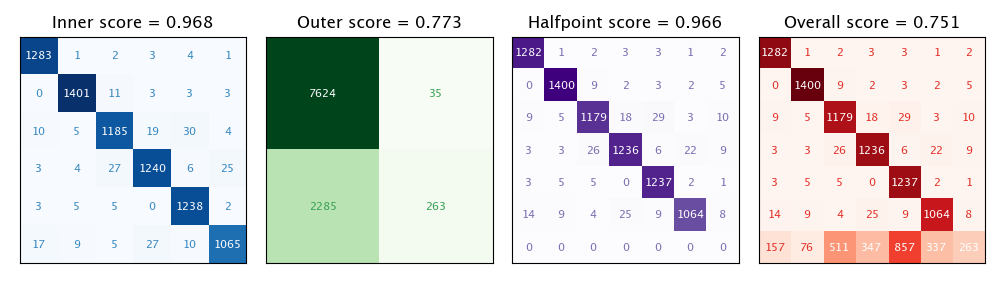 Inner score = 0.968
1283 1 2 3 4 1
0 1401 11 3 3 3
10 5 1185 19 30 4
3 4 27 1240 6 25
3 5 5 0 1238 2
17 9 5 27 10 1065
Outer score = 0.773
7624 35
2285 263
Halfpoint score = 0.966
1282 1 2 3 3 1 2
0 1400 9 2 3 2 5
9 5 1179 18 29 3 10
3 3 26 1236 6 22 9
3 5 5 0 1237 2 1
14 9 4 25 9 1064 8
0 0 0 0 0 0 0
Overall score = 0.751
1282 1 2 3 3 1 2
0 1400 9 2 3 2 5
9 5 1179 18 29 3 10
3 3 26 1236 6 22 9
3 5 5 0 1237 2 1
14 9 4 25 9 1064 8
157 76 511 347 857 337 263